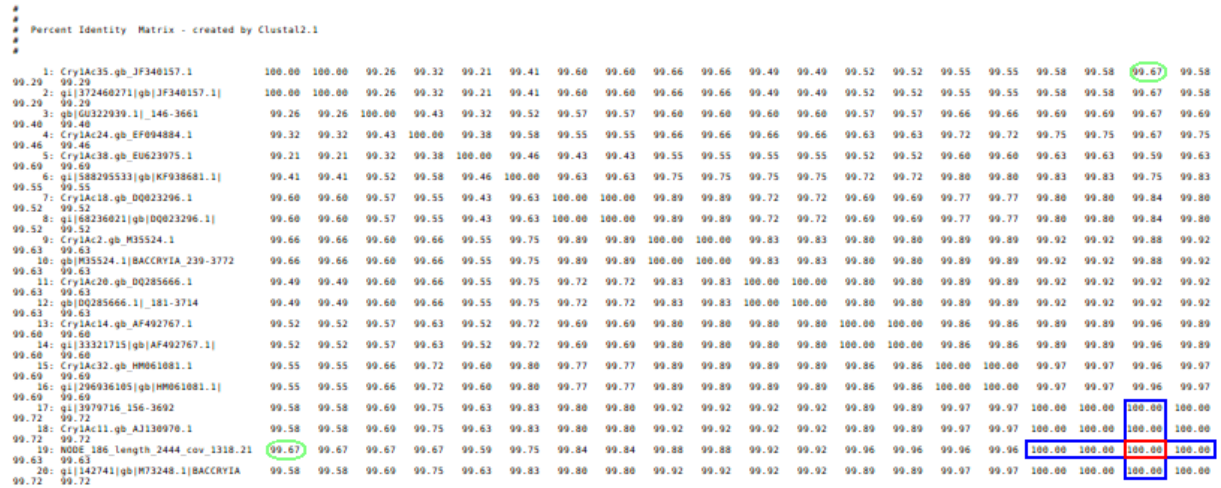 #
#
# Percent Identity Matrix - created by Clustal2.1
#
#
1: Cry1Ac35.gb_JF340157.1 100.00 100.00 99.26 99.32 99.21 99.41 99.60 99.60 99.66 99.66 99.49 99.49 99.52 99.52 99.55 99.55 99.58 99.58 99.67 99.58
99.29 99.29
2: gi|372460271|gb|JF340157.1| 100.00 100.00 99.26 99.32 99.21 99.41 99.60 99.60 99.66 99.66 99.49 99.49 99.52 99.52 99.55 99.55 99.58 99.58 99.67 99.58
99.29 99.29
3: gb|GU322939.1|_146-3661 99.26 99.26 100.00 99.43 99.32 99.52 99.57 99.57 99.60 99.60 99.60 99.60 99.57 99.57 99.66 99.66 99.69 99.69 99.67 99.69
99.40 99.40
4: Cry1Ac24.gb_EF094884.1 99.32 99.32 99.43 100.00 99.38 99.58 99.55 99.55 99.66 99.66 99.66 99.66 99.63 99.63 99.72 99.72 99.75 99.75 99.67 99.75
99.46 99.46
5: Cry1Ac38.gb_EU623975.1 99.21 99.21 99.32 99.38 100.00 99.46 99.43 99.43 99.55 99.55 99.55 99.55 99.52 99.52 99.60 99.60 99.63 99.63 99.59 99.63
99.69 99.69
6: gi|588295533|gb|KF938681.1| 99.41 99.41 99.52 99.58 99.46 100.00 99.63 99.63 99.75 99.75 99.75 99.75 99.72 99.72 99.80 99.80 99.83 99.83 99.75 99.83
99.55 99.55
7: Cry1Ac18.gb_DQ023296.1 99.60 99.60 99.57 99.55 99.43 99.63 100.00 100.00 99.89 99.89 99.72 99.72 99.69 99.69 99.77 99.77 99.80 99.80 99.84 99.80
99.52 99.52
8: gi|68236021|gb|DQ023296.1| 99.60 99.60 99.57 99.55 99.43 99.63 100.00 100.00 99.89 99.89 99.72 99.72 99.69 99.69 99.77 99.77 99.80 99.80 99.84 99.80
99.52 99.52
9: Cry1Ac2.gb_M35524.1 99.66 99.66 99.60 99.66 99.55 99.75 99.89 99.89 100.00 100.00 99.83 99.83 99.80 99.80 99.89 99.89 99.92 99.92 99.88 99.92
99.63 99.63
10: gb|M35524.1|BACCRYIA_239-3772 99.66 99.66 99.60 99.66 99.55 99.75 99.89 99.89 100.00 100.00 99.83 99.83 99.80 99.80 99.89 99.89 99.92 99.92 99.88 99.92
99.63 99.63
11: Cry1Ac20.gb_DQ285666.1 99.49 99.49 99.60 99.66 99.55 99.75 99.72 99.72 99.83 99.83 100.00 100.00 99.80 99.80 99.89 99.89 99.92 99.92 99.92 99.92
99.63 99.63
12: gb|DQ285666.1|_181-3714 99.49 99.49 99.60 99.66 99.55 99.75 99.72 99.72 99.83 99.83 100.00 100.00 99.80 99.80 99.89 99.89 99.92 99.92 99.92 99.92
99.63 99.63
13: Cry1Ac14.gb_AF492767.1 99.52 99.52 99.57 99.63 99.52 99.72 99.69 99.69 99.80 99.80 99.80 99.80 100.00 100.00 99.86 99.86 99.89 99.89 99.96 99.89
99.60 99.60
14: gi|33321715|gb|AF492767.1| 99.52 99.52 99.57 99.63 99.52 99.72 99.69 99.69 99.80 99.80 99.80 99.80 100.00 100.00 99.86 99.86 99.89 99.89 99.96 99.89
99.60 99.60
15: Cry1Ac32.gb_HM061081.1 99.55 99.55 99.66 99.72 99.60 99.80 99.77 99.77 99.89 99.89 99.89 99.89 99.86 99.86 100.00 100.00 99.97 99.97 99.96 99.97
99.69 99.69
16: gi|296936105|gb|HM061081.1| 99.55 99.55 99.66 99.72 99.60 99.80 99.77 99.77 99.89 99.89 99.89 99.89 99.86 99.86 100.00 100.00 99.97 99.97 99.96 99.97
99.69 99.69
17: gi|3979716_156-3692 99.58 99.58 99.69 99.75 99.63 99.83 99.80 99.80 99.92 99.92 99.92 99.92 99.89 99.89 99.97 99.97 100.00 100.00 100.00 100.00
99.72 99.72
18: Cry1Ac11.gb_AJ130970.1 99.58 99.58 99.69 99.75 99.63 99.83 99.80 99.80 99.92 99.92 99.92 99.92 99.89 99.89 99.97 99.97 100.00 100.00 100.00 100.00
99.72 99.72
19: NODE_186_length_2444_cov_1318.21 99.67 99.67 99.67 99.67 99.59 99.75 99.84 99.84 99.88 99.88 99.92 99.92 99.96 99.96 99.96 99.96 100.00 100.00 100.00 100.00
99.63 99.63
20: gi|142741|gb|M73248.1|BACCRYIA 99.58 99.58 99.69 99.75 99.63 99.83 99.80 99.80 99.92 99.92 99.92 99.92 99.89 99.89 99.97 99.97 100.00 100.00 100.00 100.00
99.72 99.72